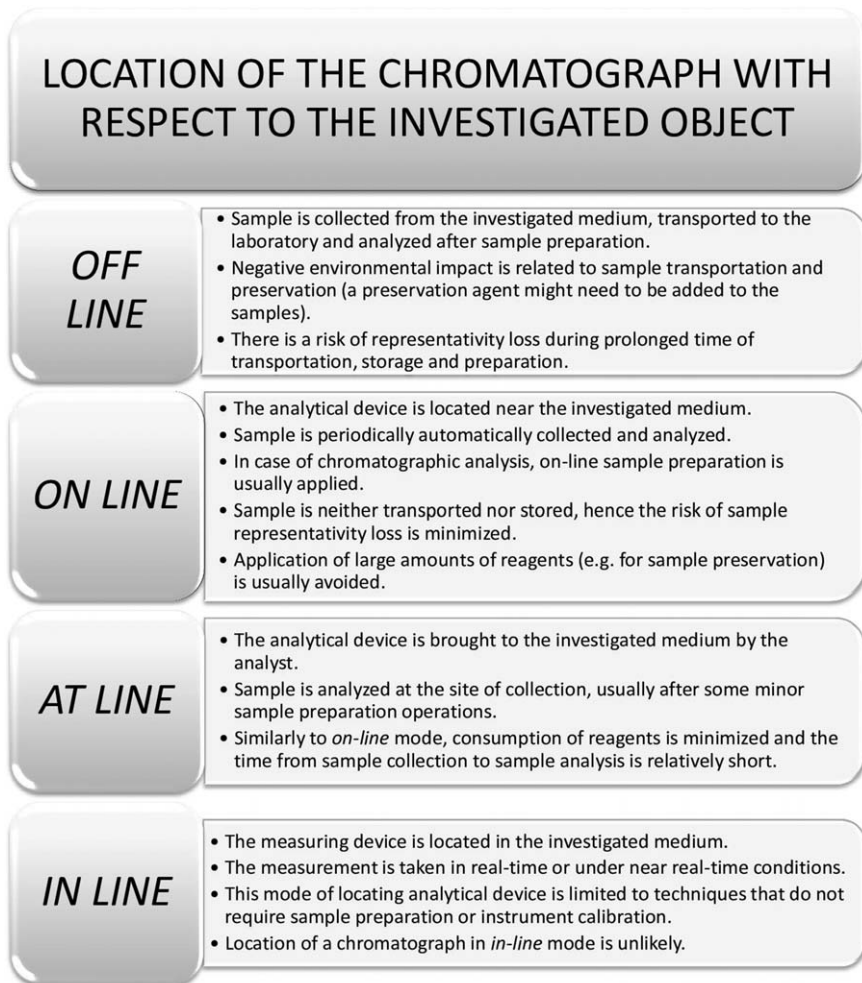 LOCATION OF THE CHROMATOGRAPH WITH
RESPECT TO THE INVESTIGATED OBJECT
OFF
LINE
• Sample is collected from the investigated medium, transported to the
laboratory and analyzed after sample preparation.
• Negative environmental impact is related to sample transportation and
preservation (a preservation agent might need to be added to the
samples).
• There is a risk of representativity loss during prolonged time of
transportation, storage and preparation.
ON LINE
• The analytical device is located near the investigated medium.
• Sample is periodically automatically collected and analyzed.
• In case of chromatographic analysis, on-line sample preparation is
usually applied.
• Sample is neither transported nor stored, hence the risk of sample
representativity loss is minimized.
• Application of large amounts of reagents (e.g. for sample preservation)
is usually avoided.
AT LINE
• The analytical device is brought to the investigated medium by the
analyst.
• Sample is analyzed at the site of collection, usually after some minor
sample preparation operations.
• Similarly to on-line mode, consumption of reagents is minimized and the
time from sample collection to sample analysis is relatively short.
IN LINE
• The measuring device is located in the investigated medium.
• The measurement is taken in real-time or under near real-time conditions.
• This mode of locating analytical device is limited to techniques that do not
require sample preparation or instrument calibration.
• Location of a chromatograph in in-line mode is unlikely.